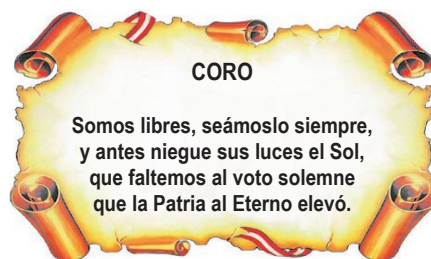 CORO
Somos libres, seámoslo siempre,
y antes niegue sus luces el Sol,
que faltemos al voto solemne
que la Patria al Eterno elevó.